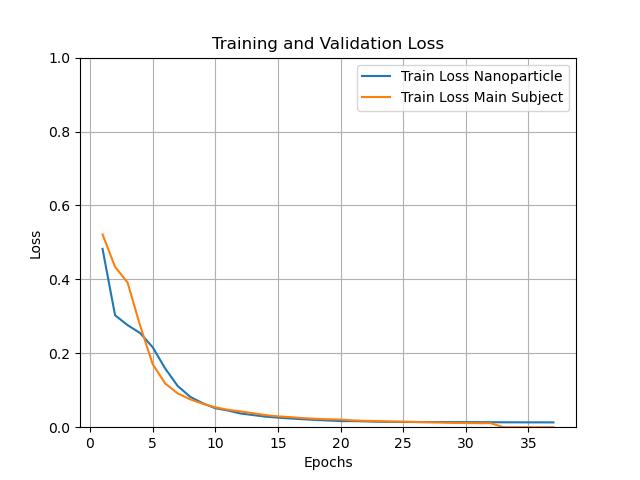 Training and Validation Loss
1.0
0.8
0.6
0.4
0.2
0.0
Loss
Train Loss Nanoparticle
Train Loss Main Subject
0 5 10 15 20 25 30 35
Epochs